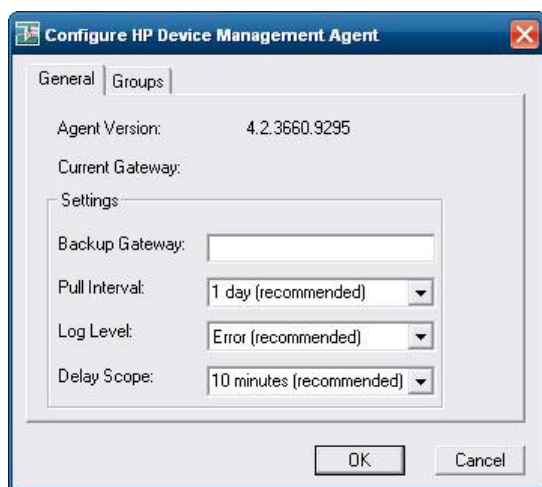 Configure HP Device Management Agent
General Groups
Agent Version: 4.2.3660.9295
Current Gateway:
Settings
Backup Gateway:
Pull Interval: 1 day (recommended)
Log Level: Error (recommended)
Delay Scope: 10 minutes (recommended)
OK Cancel